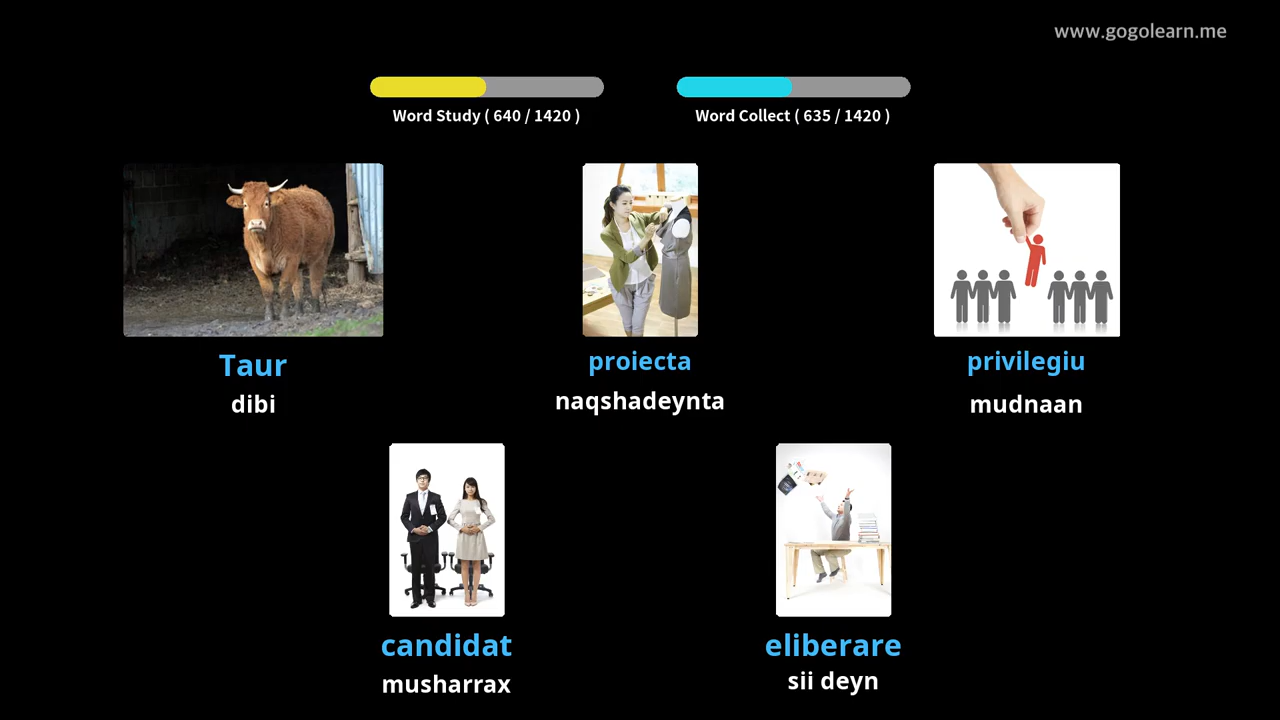 www.gogolearn.me
Word Study ( 640 / 1420 )
Word Collect ( 635 / 1420 )
Taur
dibi
proiecta
naqshadeynta
privilegiu
mudnaan
candidat
musharrax
eliberare
sii deyn